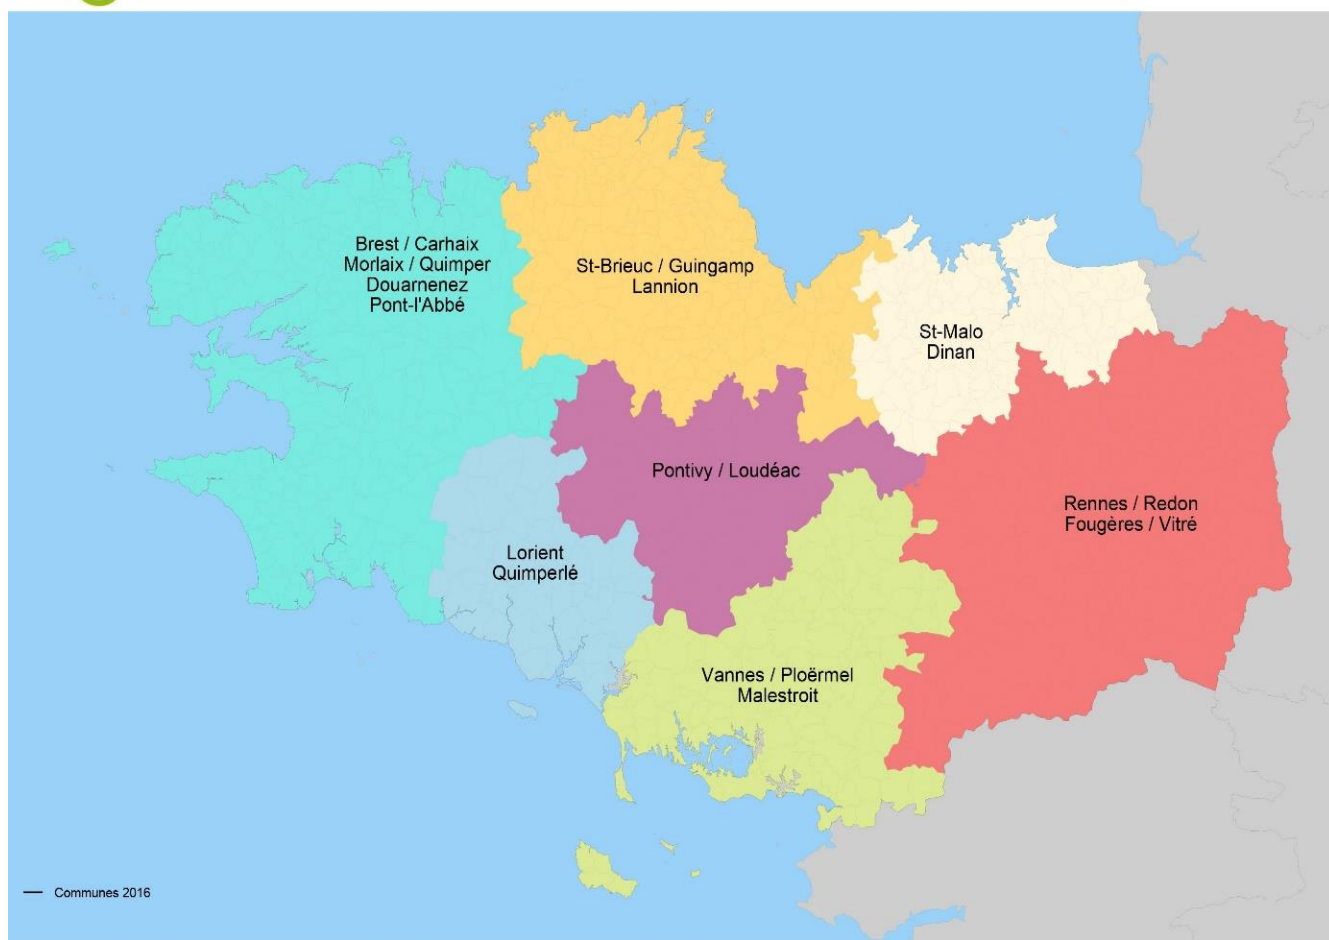 Brest / Carhaix
Morlaix / Quimper
Douarnenez
Pont-l'Abbé
St-Brieuc / Guingamp
Lannion
St-Malo
Dinan
Pontivy / Loudéac
Rennes / Redon
Fougères / Vitré
Lorient
Quimperlé
Vannes / Ploërmel
Malestroit
Communes 2016